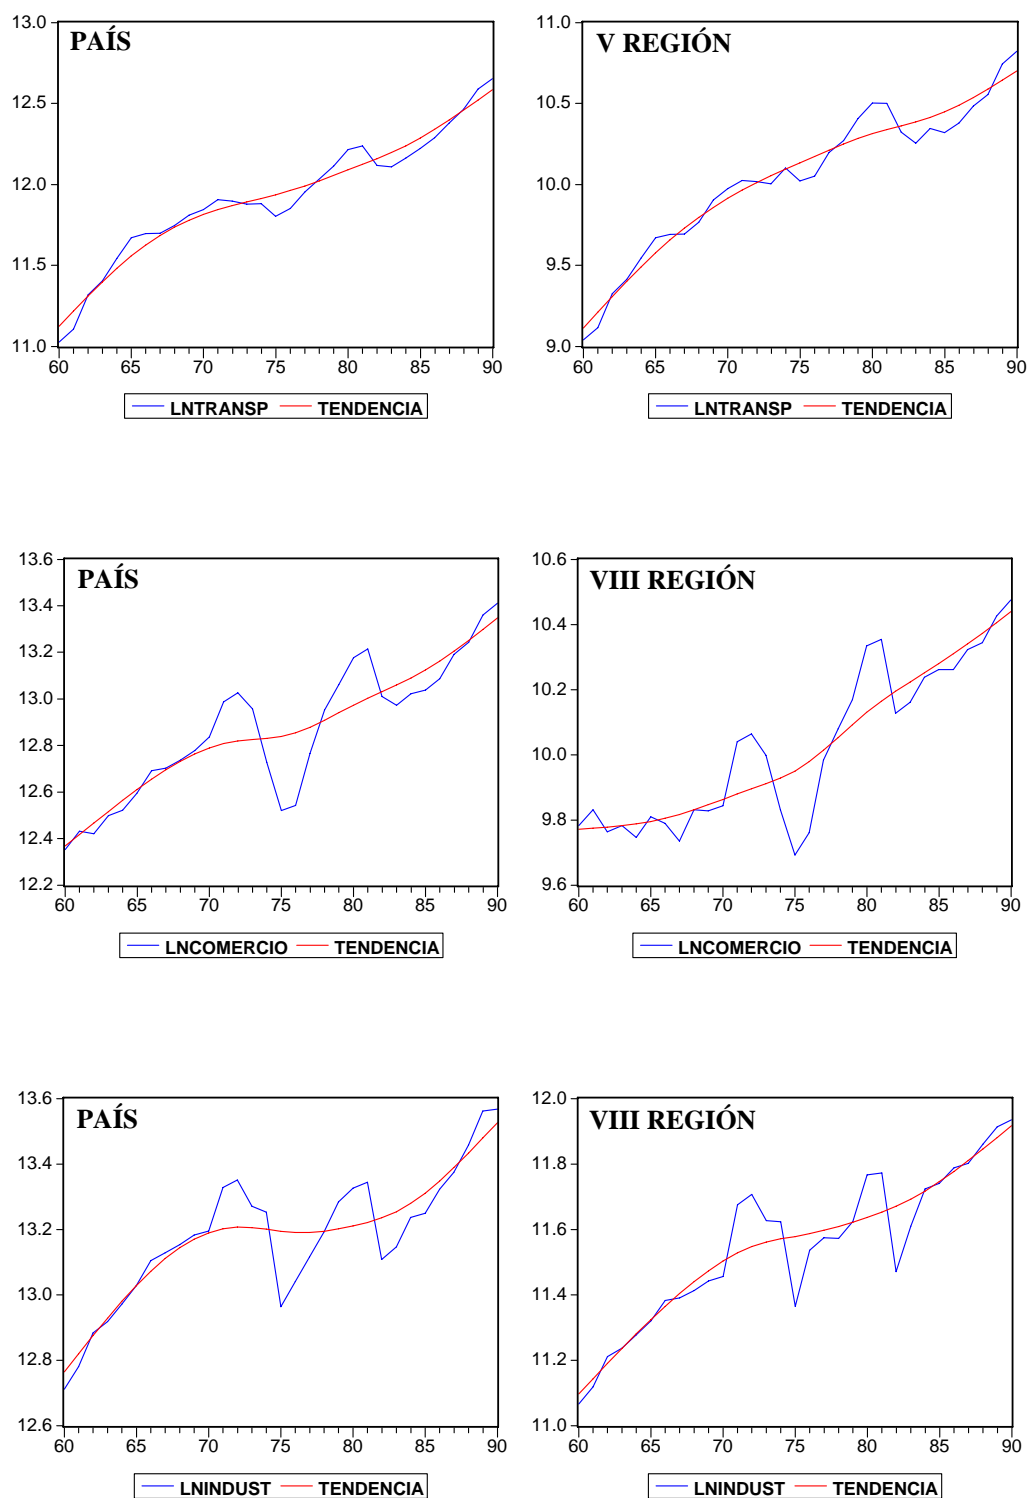 PAÍS
13.0
12.5
12.0
11.5
11.0
60 65 70 75 80 85 90
LNTRANSP TENDENCIA
V REGIÓN
11.0
10.5
10.0
9.5
9.0
60 65 70 75 80 85 90
LNTRANSP TENDENCIA
PAÍS
13.6
13.4
13.2
13.0
12.8
12.6
12.4
12.2
60 65 70 75 80 85 90
LNCOMERCIO TENDENCIA
VIII REGIÓN
10.6
10.4
10.2
10.0
9.8
9.6
60 65 70 75 80 85 90
LNCOMERCIO TENDENCIA
PAÍS
13.6
13.4
13.2
13.0
12.8
12.6
60 65 70 75 80 85 90
LNINDUST TENDENCIA
VIII REGIÓN
12.0
11.8
11.6
11.4
11.2
11.0
60 65 70 75 80 85 90
LNINDUST TENDENCIA